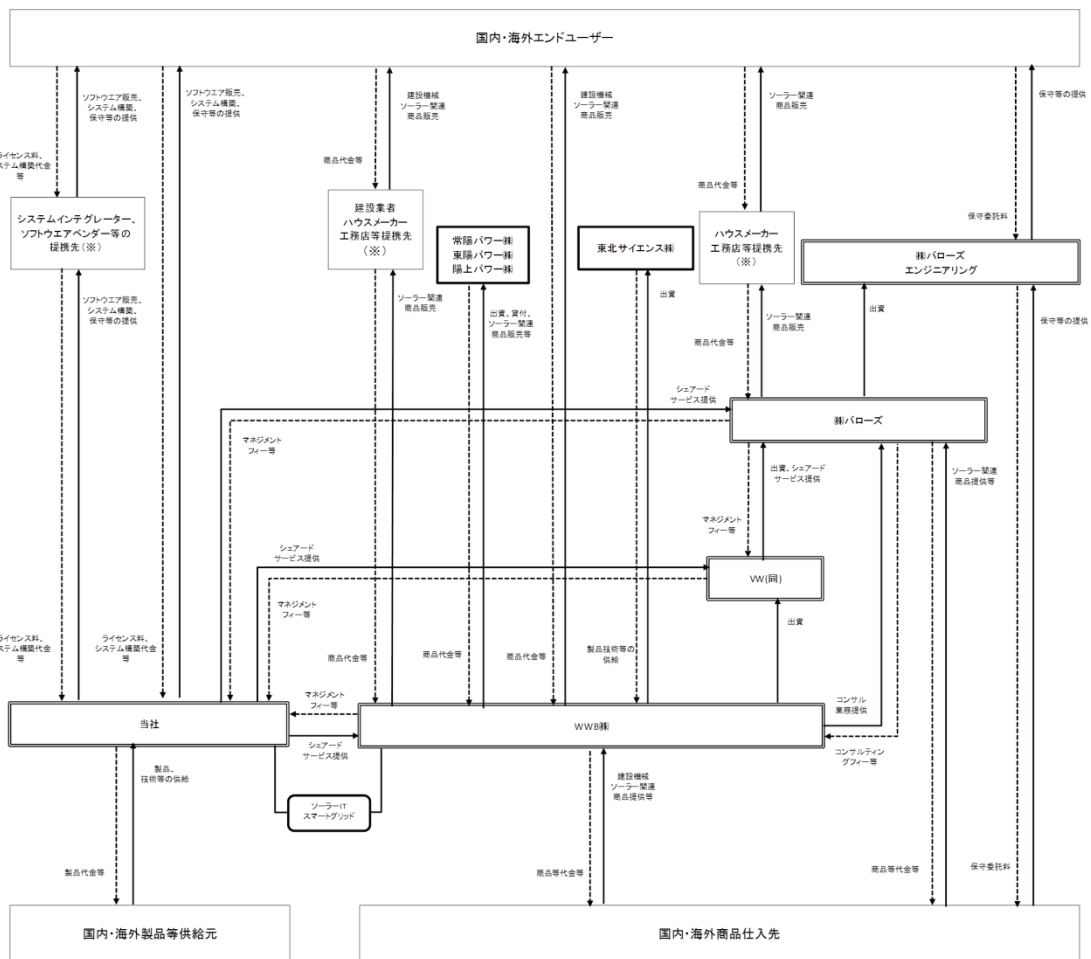 国内・海外エンドユーザー
ソフトウエア販売、
システム構築、
保守等の提供
ソフトウエア販売、
システム構築、
保守等の提供
建設機械
ソーラー関連
商品販売
建設機械
ソーラー関連
商品販売
ソーラー関連
商品販売
保守等の提供
ライセンス料、
ステム構築代金
等
商品代金等
商品代金等
保守委託料
システムインテグレーター、
ソフトウエアベンダー等の
提携先(※)
建設業者
ハウスメーカー
工務店等提携先
(※)
常陽パワー㈱
東陽パワー㈱
陽上パワー㈱
東北サイエンス㈱
ハウスメーカー
工務店等提携先
(※)
㈱バローズ
エンジニアリング
ソフトウエア販売、
システム構築、
保守等の提供
ソーラー関連
商品販売
出資、貸付、
ソーラー関連
商品販売等
出資
ソーラー関連
商品販売
商品代金等
出資
保守等の提供
シェアード
サービス提供
㈱バローズ
マネジメント
フィー等
出資、シェアード
サービス提供
ソーラー関連
商品提供等
マネジメント
フィー等
シェアード
サービス提供
VW(同)
マネジメント
フィー等
出資
ライセンス料、
ステム構築代金
等
ライセンス料、
システム構築代金
等
商品代金等
商品代金等
商品代金等
製品技術等の
供給
マネジメント
フィー等
コンサル
業務提供
当社
WWB㈱
シェアード
サービス提供
コンサルティン
グフィー等
製品、
技術等の供給
ソーラーIT
スマートグリッド
建設機械
ソーラー関連
商品提供等
製品代金等
商品等代金等
商品等代金等
保守委託料
国内・海外製品等供給元
国内・海外商品仕入先